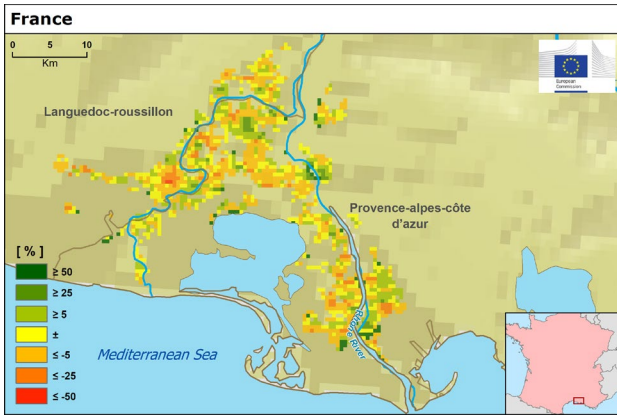 France
0 5 10
Km
European
Commission
Languedoc-roussillon
Provence-alpes-côte
d'azur
[ % ]
≥ 50
≥ 25
≥ 5
±
≤ -5
≤ -25
≤ -50
Mediterranean Sea
Rhone River